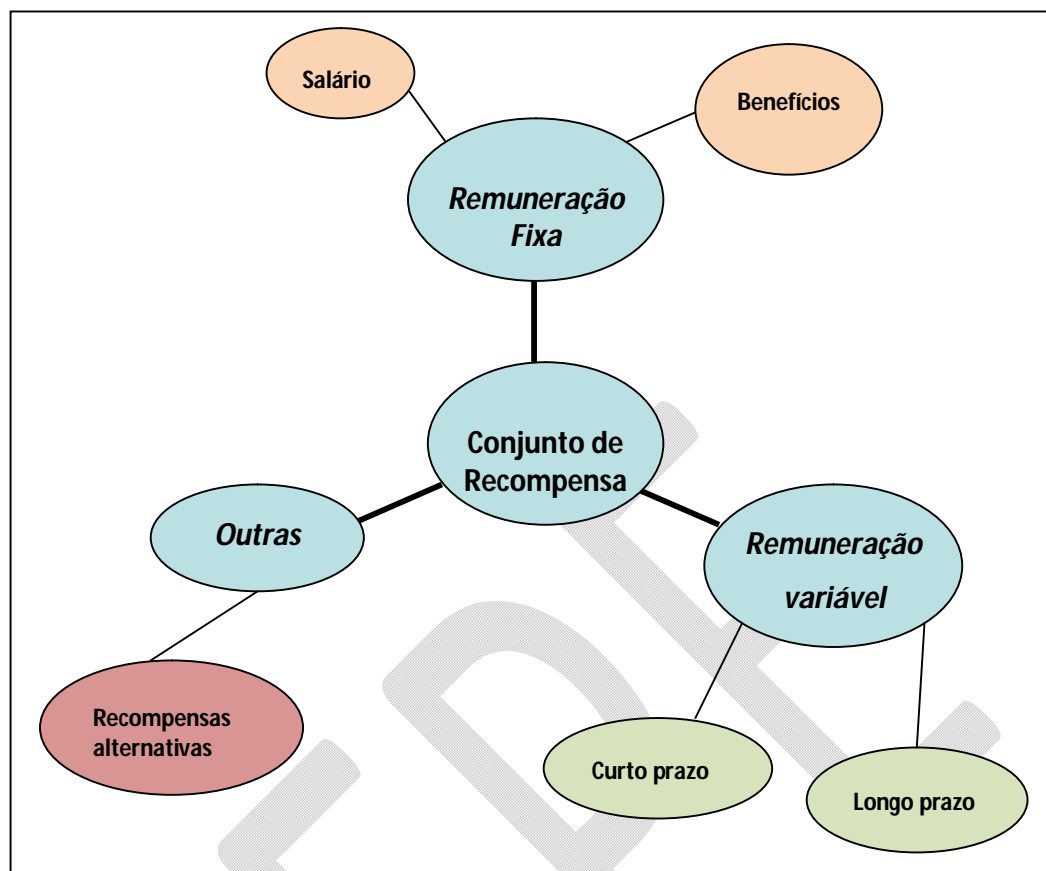 Salário
Benefícios
Remuneração
Fixa
Conjunto de
Recompensa
Outras
Remuneração
variável
Recompensas
alternativas
Curto prazo
Longo prazo